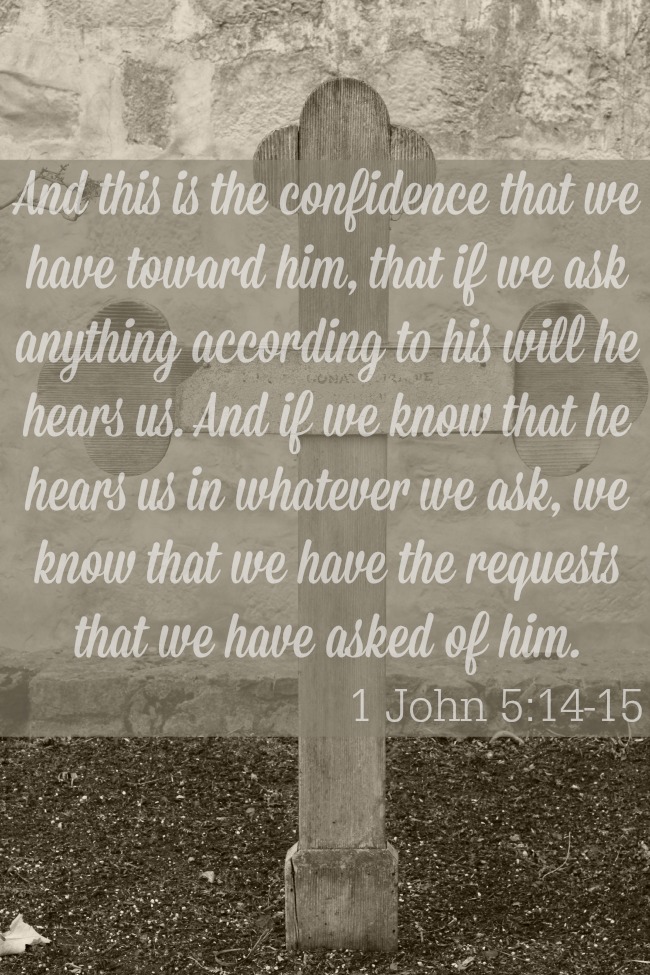 And this is the confidence that we
have toward him, that if we ask
anything according to his will he
hears us. And if we know that he
hears us in whatever we ask, we
know that we have the requests
that we have asked of him.
1 John 5:14-15